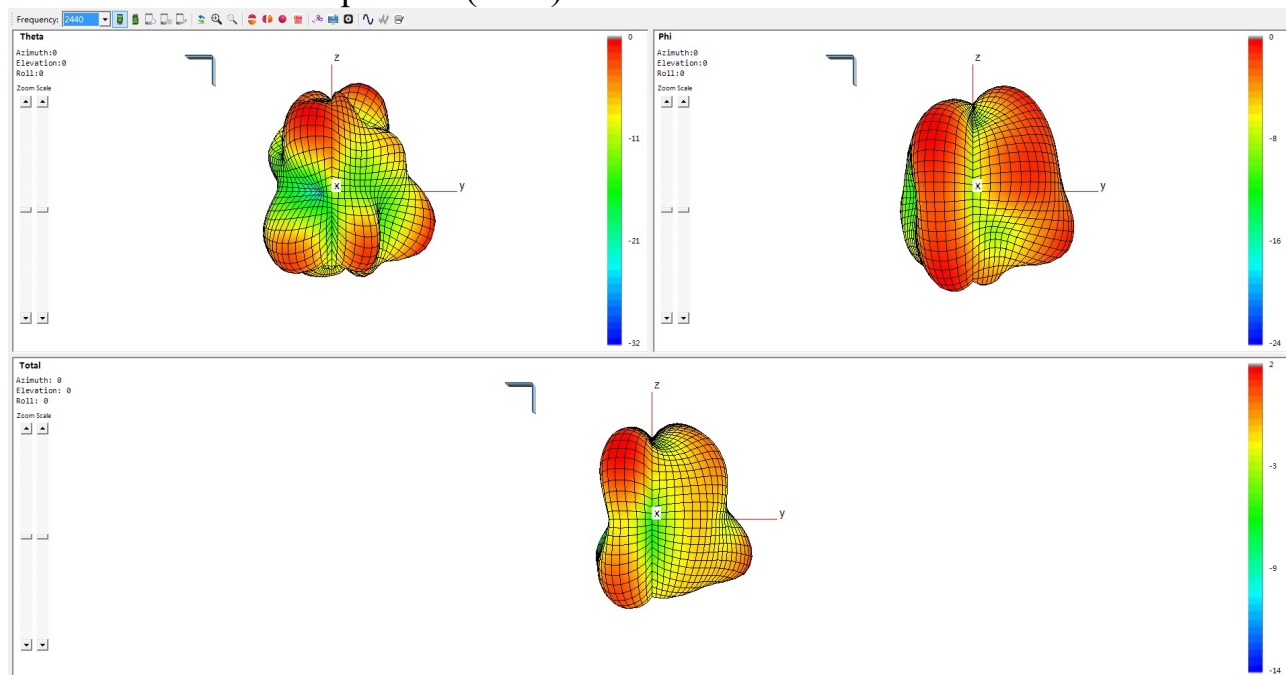 Frequency: 2440
Theta
Azimuth:0
Elevation:0
Roll:0
Zoom Scale
z
x
y
0
-11
-21
-32
Phi
Azimuth:0
Elevation:0
Roll:0
Zoom Scale
z
x
y
0
-8
-16
-24
Total
Azimuth: 0
Elevation: 0
Roll: 0
Zoom Scale
z
x
y
2
-3
-9
-14